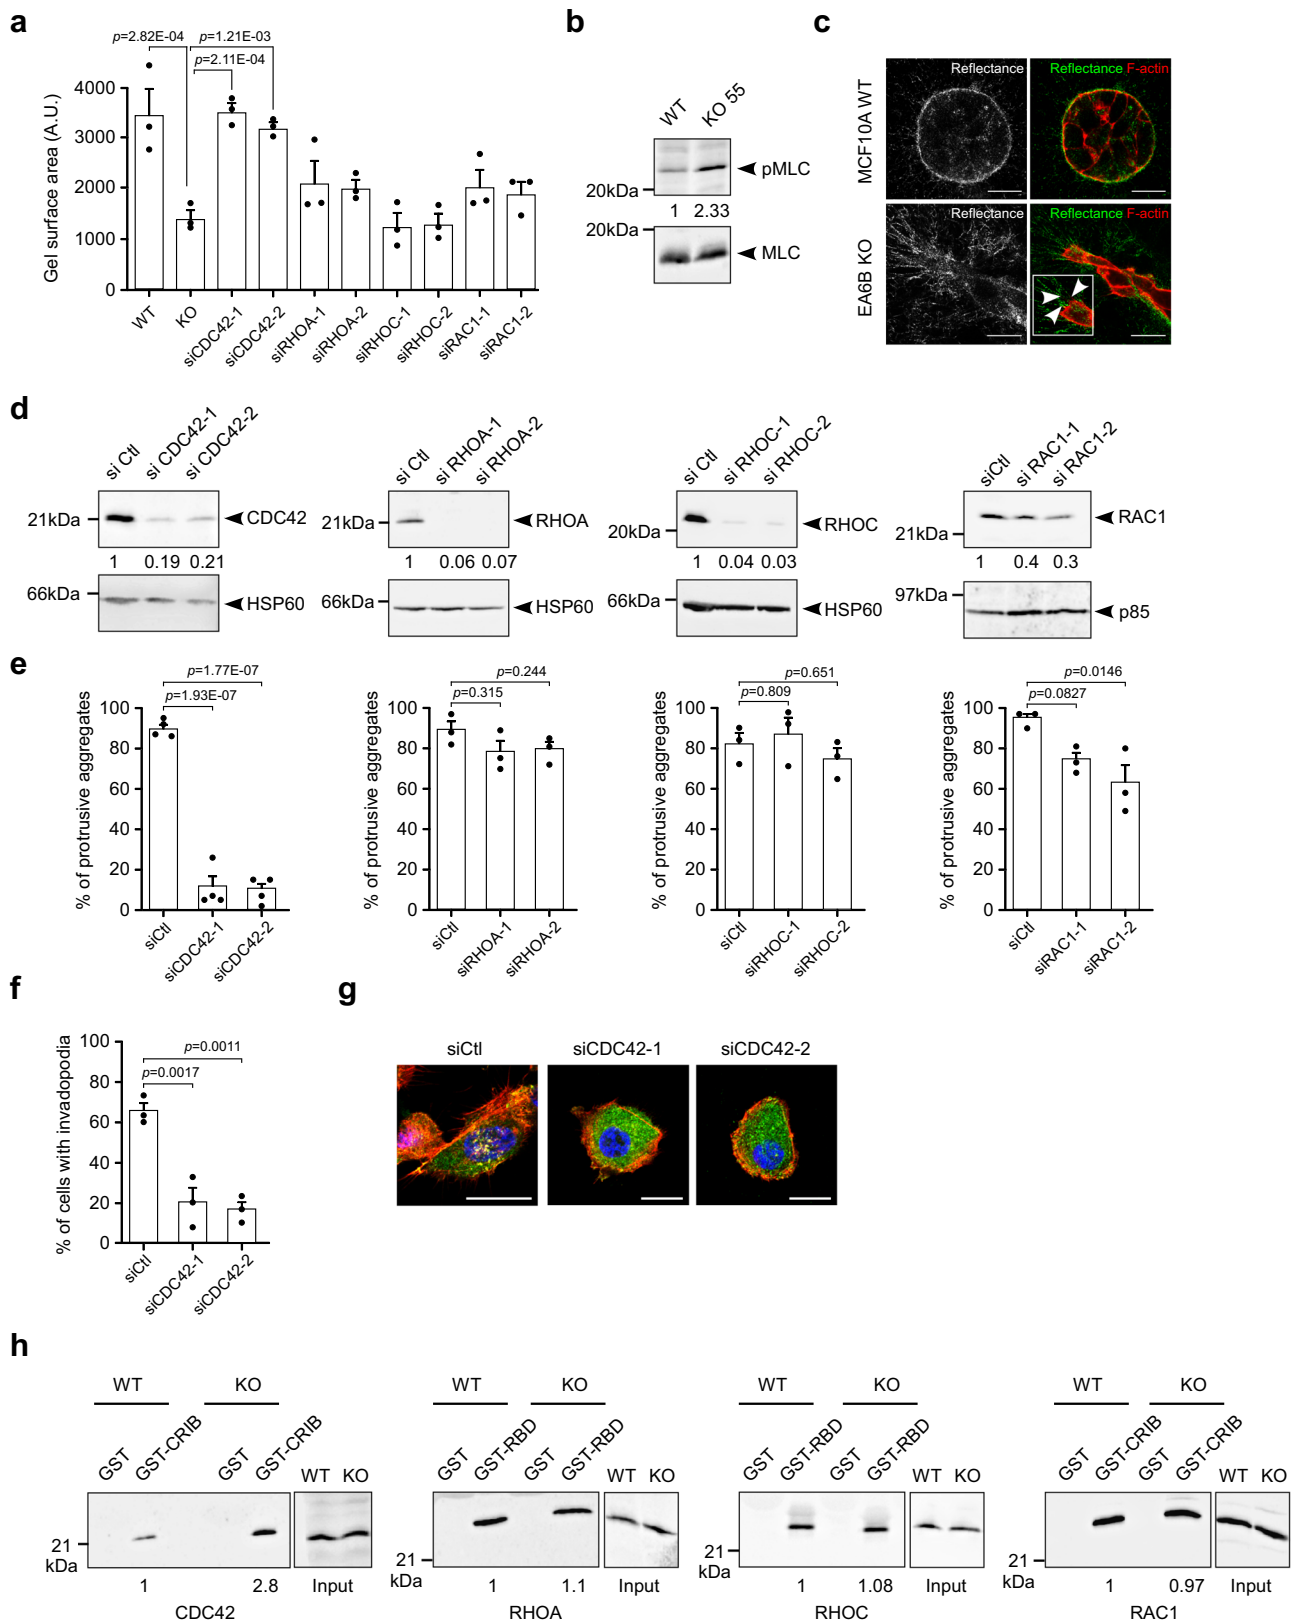 a
p=2.82E-04
p=1.21E-03
p=2.11E-04
Gel surface area (A.U.)
4000
3000
2000
1000
0
WT
KO
siCDC42-1
siCDC42-2
siRHOA-1
siRHOA-2
siRHOC-1
siRHOC-2
siRAC1-1
siRAC1-2
b
WT
KO 55
pMLC
20kDa
1 2.33
20kDa
MLC
c
MCF10A WT
Reflectance
Reflectance F-actin
EA6B KO
Reflectance
Reflectance F-actin
d
si Ctl
si CDC42-1
si CDC42-2
21kDa
CDC42
1 0.19 0.21
66kDa
HSP60
si Ctl
si RHOA-1
si RHOA-2
21kDa
RHOA
1 0.06 0.07
66kDa
HSP60
si Ctl
si RHOC-1
si RHOC-2
20kDa
RHOC
1 0.04 0.03
66kDa
HSP60
siCtl
si RAC1-1
si RAC1-2
21kDa
RAC1
1 0.4 0.3
97kDa
p85
e
p=1.77E-07
p=1.93E-07
% of protrusive aggregates
100
80
60
40
20
0
siCtl
siCDC42-1
siCDC42-2
p=0.244
p=0.315
% of protrusive aggregates
100
80
60
40
20
0
siCtl
siRHOA-1
siRHOA-2
p=0.651
p=0.809
% of protrusive aggregates
100
80
60
40
20
0
siCtl
siRHOC-1
siRHOC-2
p=0.0146
p=0.0827
% of protrusive aggregates
100
80
60
40
20
0
siCtl
siRAC1-1
siRAC1-2
f
p=0.0011
p=0.0017
% of cells with invadopodia
100
80
60
40
20
0
siCtl
siCDC42-1
siCDC42-2
g
siCtl
siCDC42-1
siCDC42-2
h
WT KO
GST
GST-CRIB
GST
GST-CRIB
WT KO
21
kDa
1 2.8 Input
CDC42
WT KO
GST
GST-RBD
GST
GST-RBD
WT KO
21
kDa
1 1.1 Input
RHOA
WT KO
GST
GST-RBD
GST
GST-RBD
WT KO
21
kDa
1 1.08 Input
RHOC
WT KO
GST
GST-CRIB
GST
GST-CRIB
WT KO
21
kDa
1 0.97 Input
RAC1